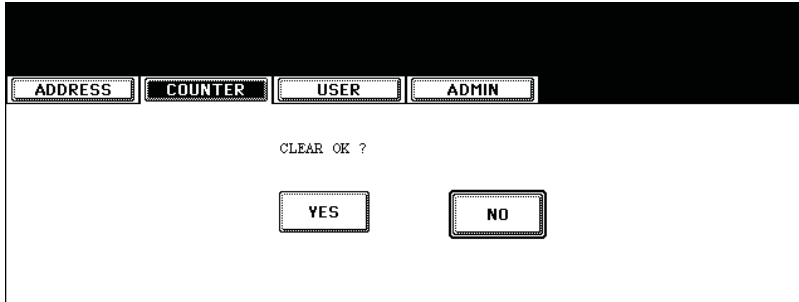 ADDRESS COUNTER USER ADMIN
CLEAR OK ?
YES NO